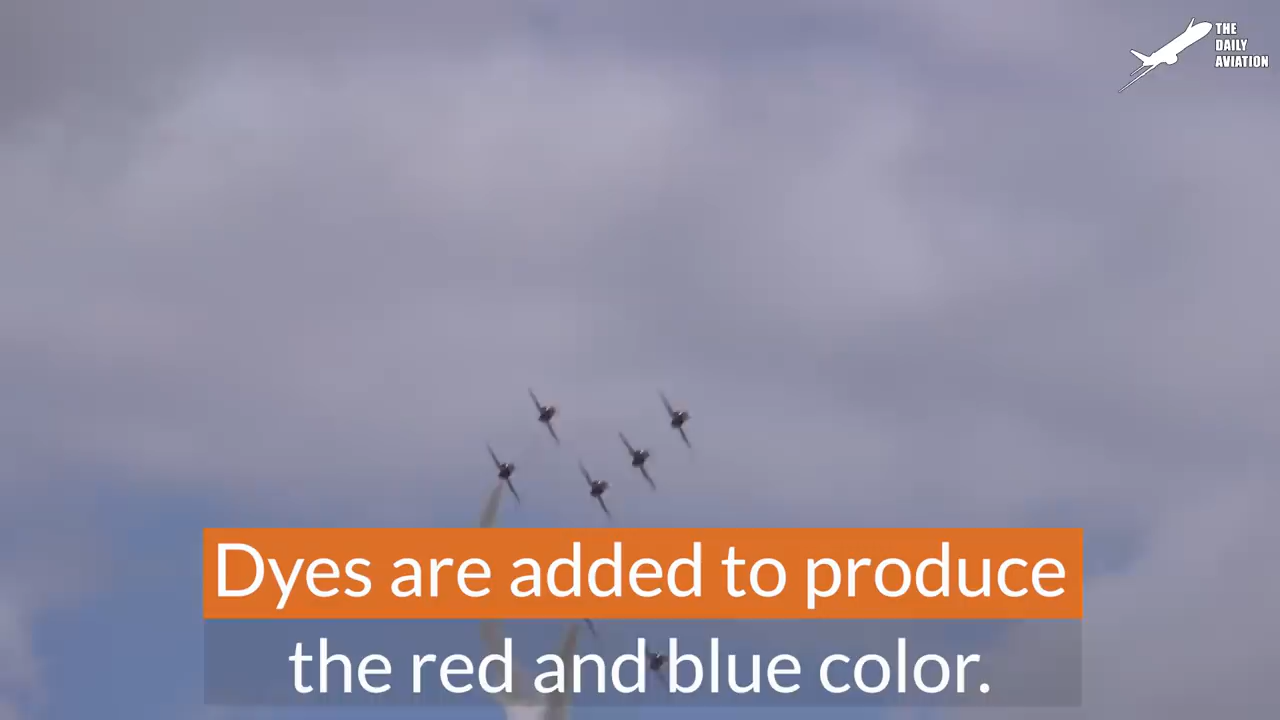 THE
DAILY
AVIATION
Dyes are added to produce
the red and blue color.